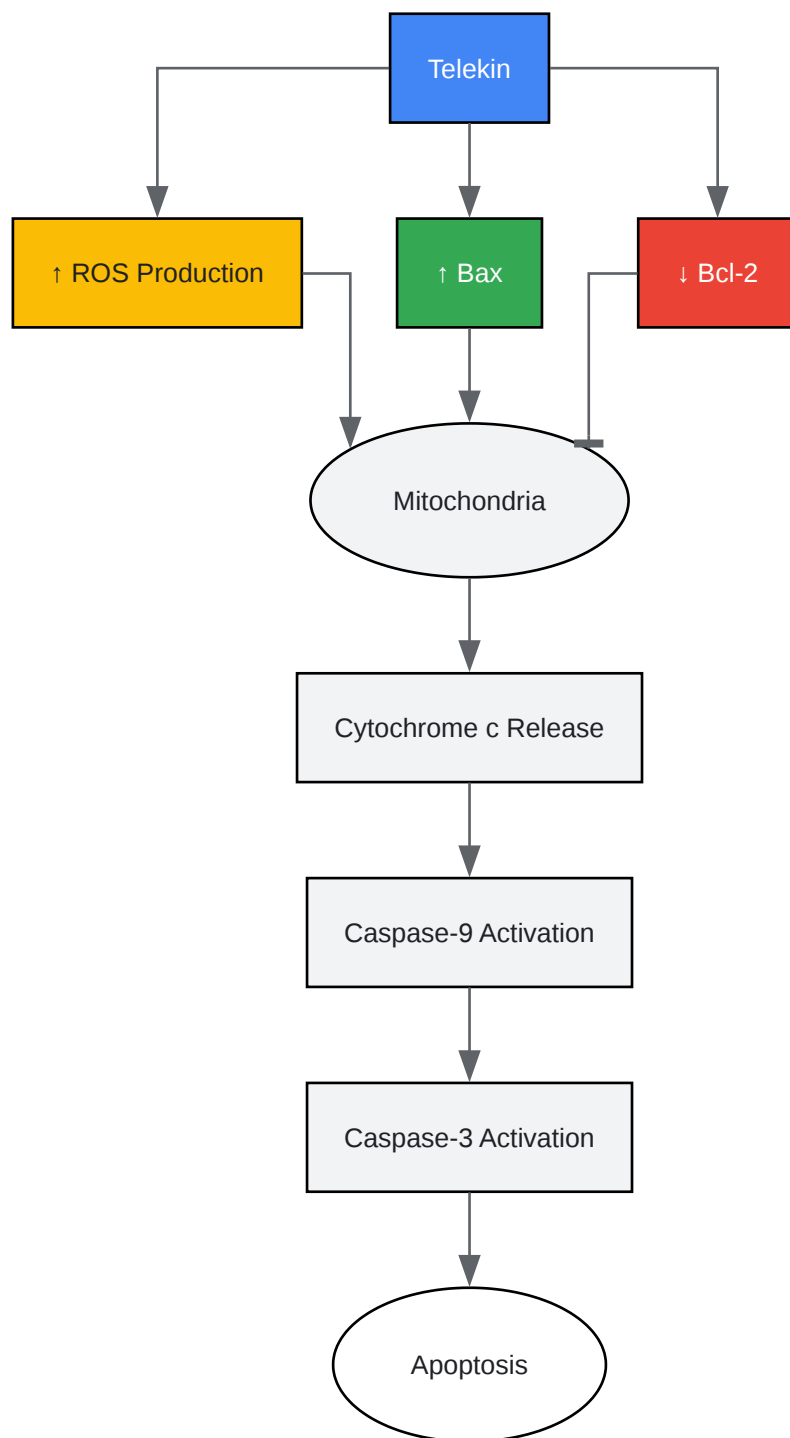 Telekin
↑ ROS Production
↑ Bax
↓ Bcl-2
Mitochondria
Cytochrome c Release
Caspase-9 Activation
Caspase-3 Activation
Apoptosis